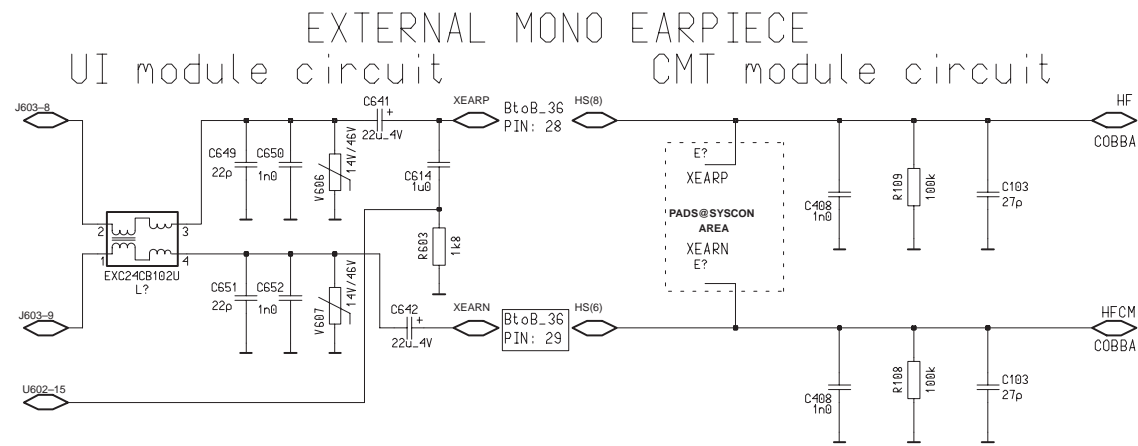 EXTERNAL MONO EARPIECE
UI module circuit
CMT module circuit
J603-8
C641
+
22u_4V
XEARP
BtoB_36
PIN: 28
HS(8)
HF
COBBA
C649
22p
C650
1n0
V606
14V/46V
C614
1u0
E?
XEARP
PADS@SYSCON
AREA
XEARN
E?
C408
1n0
R109
100k
C103
27p
2
3
1
4
EXC24CB102U
L?
R603
1k8
C651
22p
C652
1n0
V607
14V/46V
J603-9
C642
+
22u_4V
XEARN
BtoB_36
PIN: 29
HS(6)
HFCM
COBBA
U602-15
C408
1n0
R108
100k
C103
27p